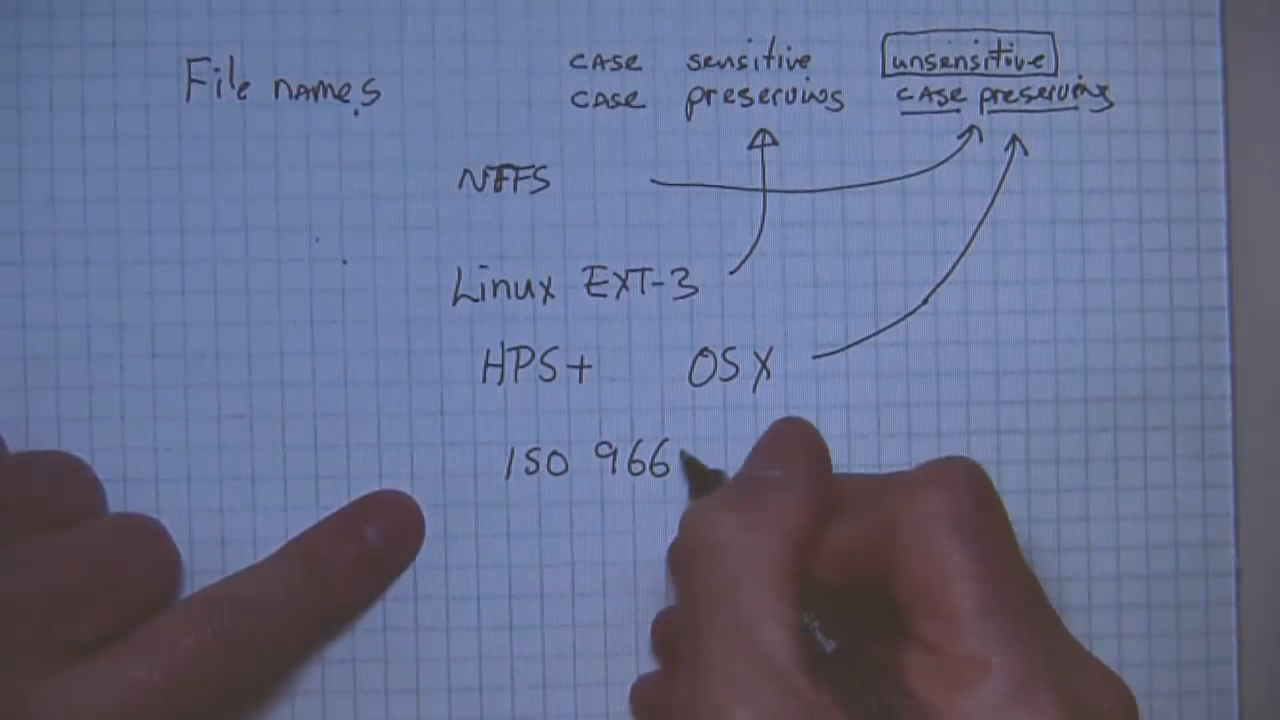 File names
case sensitive unsensitive
case preserving case preserving
NTFS
Linux EXT-3
HPS+ OSX
ISO 966